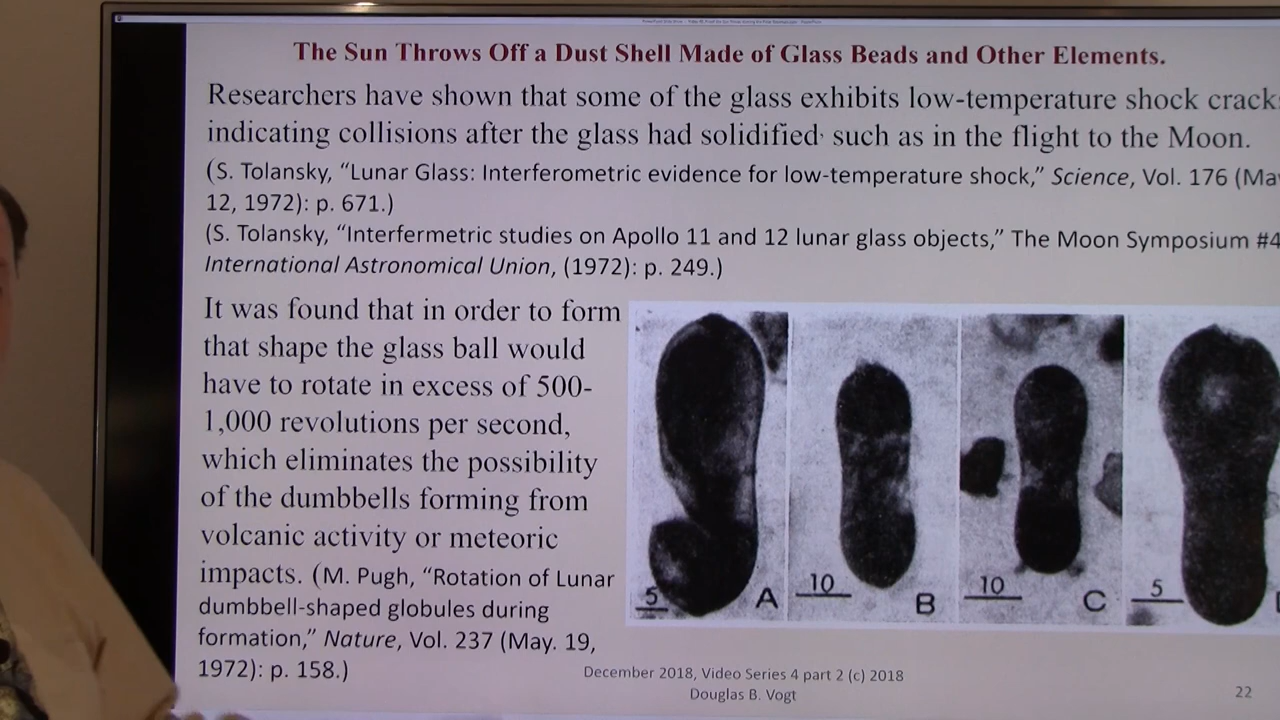 The Sun Throws Off a Dust Shell Made of Glass Beads and Other Elements.
Researchers have shown that some of the glass exhibits low-temperature shock crack
indicating collisions after the glass had solidified, such as in the flight to the Moon.
(S. Tolansky, “Lunar Glass: Interferometric evidence for low-temperature shock,” Science, Vol. 176 (Ma
12, 1972): p. 671.)
(S. Tolansky, “Interfermetric studies on Apollo 11 and 12 lunar glass objects,” The Moon Symposium #4
International Astronomical Union, (1972): p. 249.)
It was found that in order to form
that shape the glass ball would
have to rotate in excess of 500-
1,000 revolutions per second,
which eliminates the possibility
of the dumbbells forming from
volcanic activity or meteoric
impacts. (M. Pugh, “Rotation of Lunar
dumbbell-shaped globules during
formation,” Nature, Vol. 237 (May. 19,
1972): p. 158.)
5 A
10 B
10 C
5
December 2018, Video Series 4 part 2 (c) 2018
Douglas B. Vogt
22